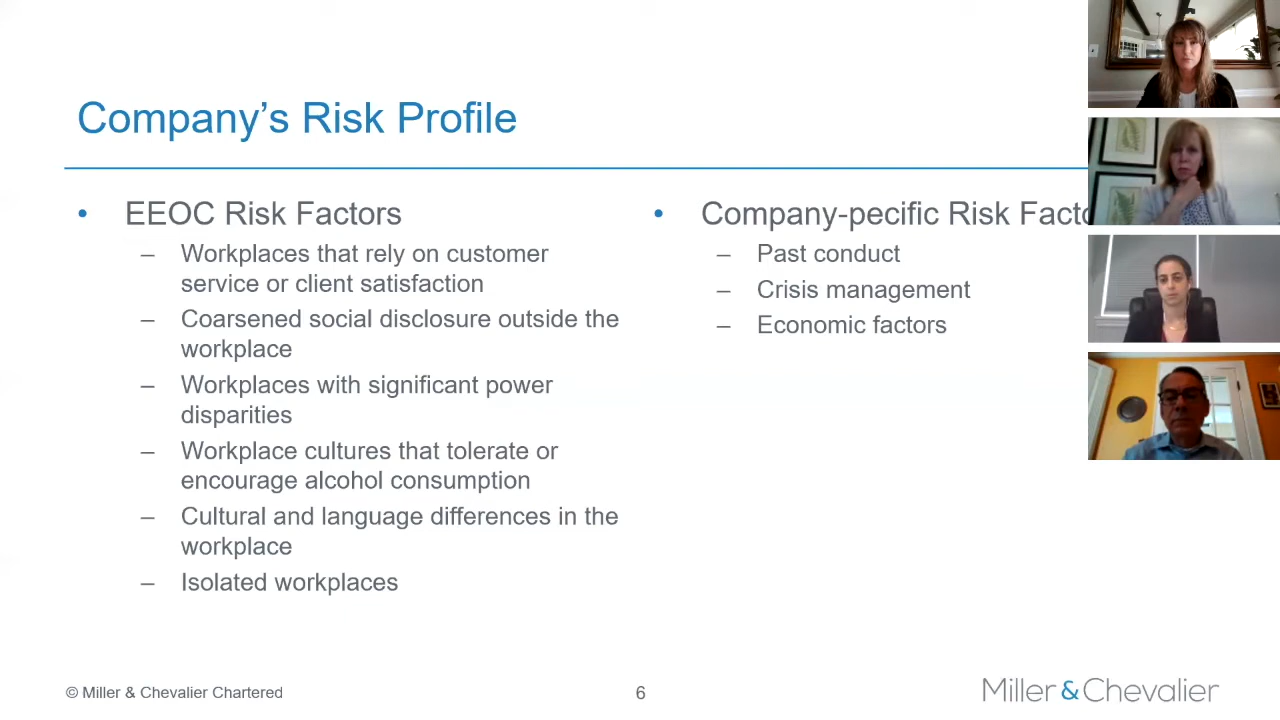 Company's Risk Profile
• EEOC Risk Factors
– Workplaces that rely on customer
service or client satisfaction
– Coarsened social disclosure outside the
workplace
– Workplaces with significant power
disparities
– Workplace cultures that tolerate or
encourage alcohol consumption
– Cultural and language differences in the
workplace
– Isolated workplaces
• Company-pecific Risk Facto
– Past conduct
– Crisis management
– Economic factors
© Miller & Chevalier Chartered
6
Miller&Chevalier